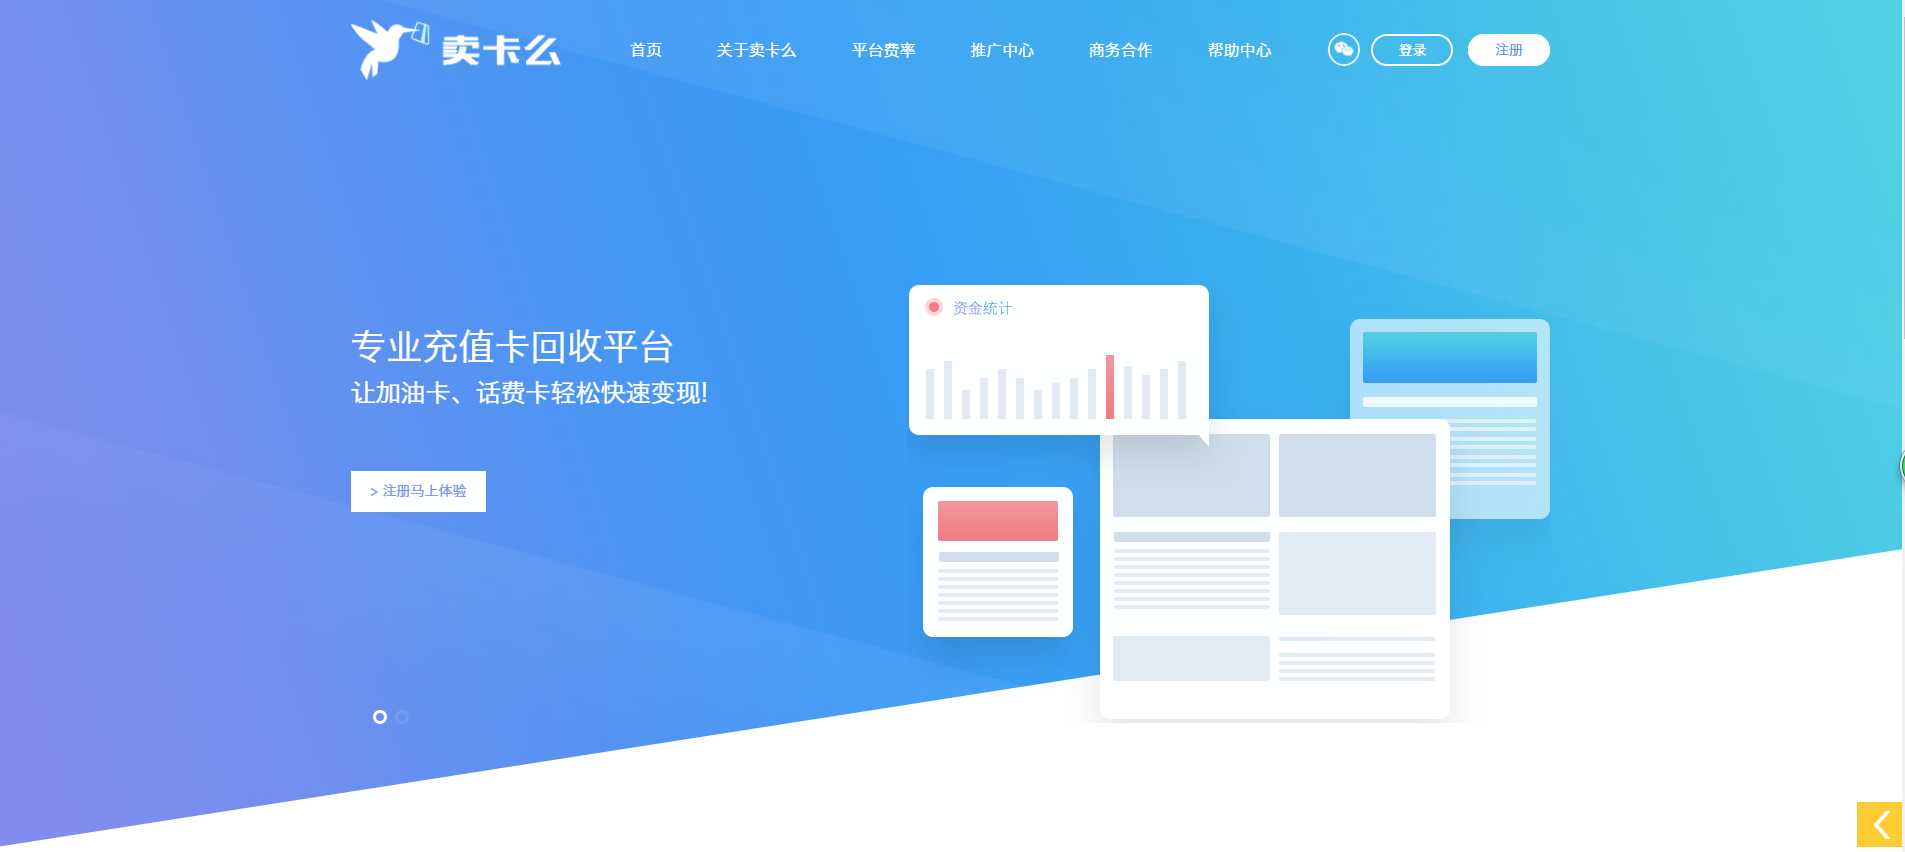 卖卡么
首页 关于卖卡么 平台费率 推广中心 商务合作 帮助中心 登录 注册
资金统计
专业充值卡回收平台
让加油卡、话费卡轻松快速变现!
> 注册马上体验